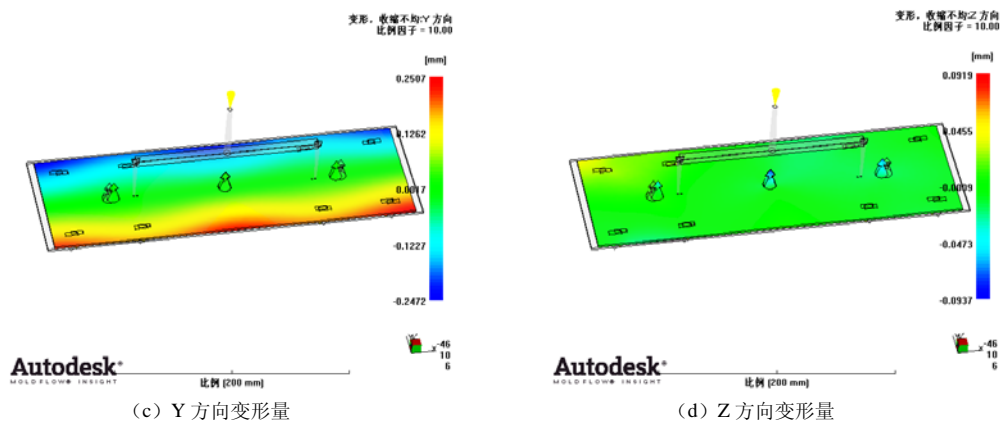 变形,收缩不均:Y 方向
比例因子 = 10.00
[mm]
0.2507
0.1262
0.0017
-0.1227
-0.2472
-46
10
6
Autodesk®
MOLDFLOW® INSIGHT
比例 [200 mm]
(c)Y 方向变形量
变形,收缩不均:Z 方向
比例因子 = 10.00
[mm]
0.0919
0.0455
-0.0009
-0.0473
-0.0937
-46
10
6
Autodesk®
MOLDFLOW® INSIGHT
比例 [200 mm]
(d)Z 方向变形量